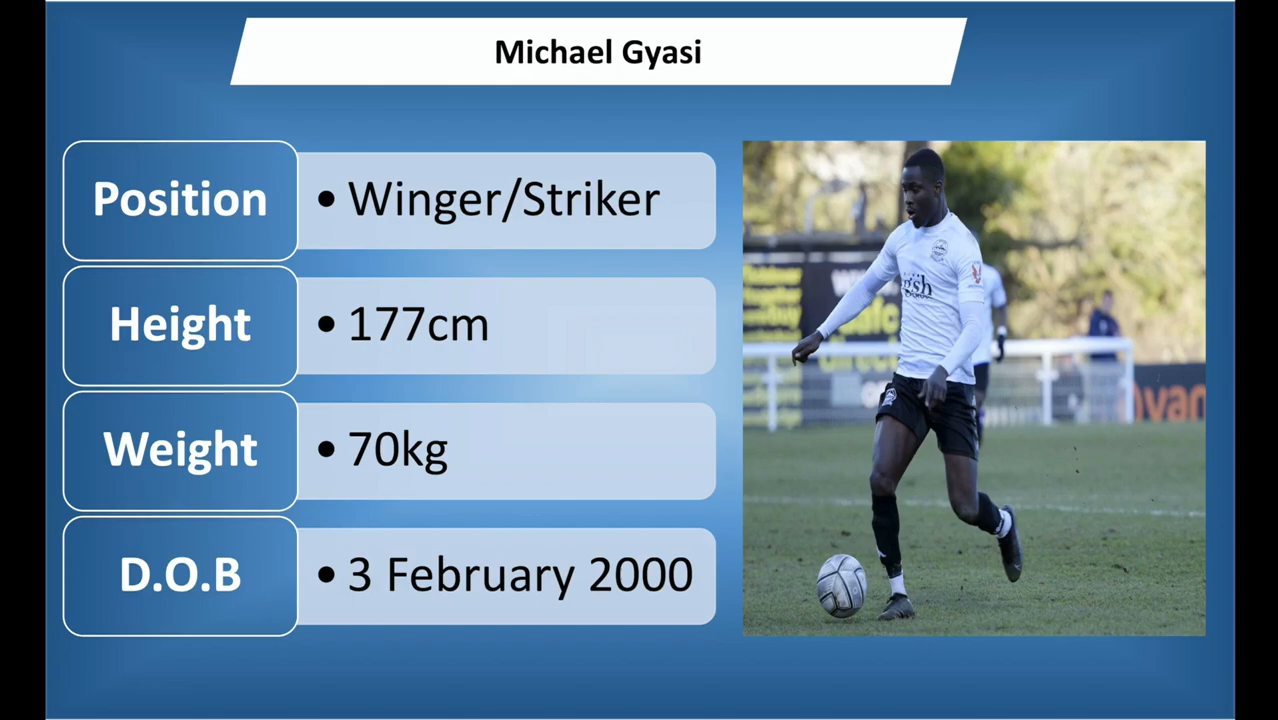 Michael Gyasi
Position
• Winger/Striker
Height
• 177cm
Weight
• 70kg
D.O.B
• 3 February 2000